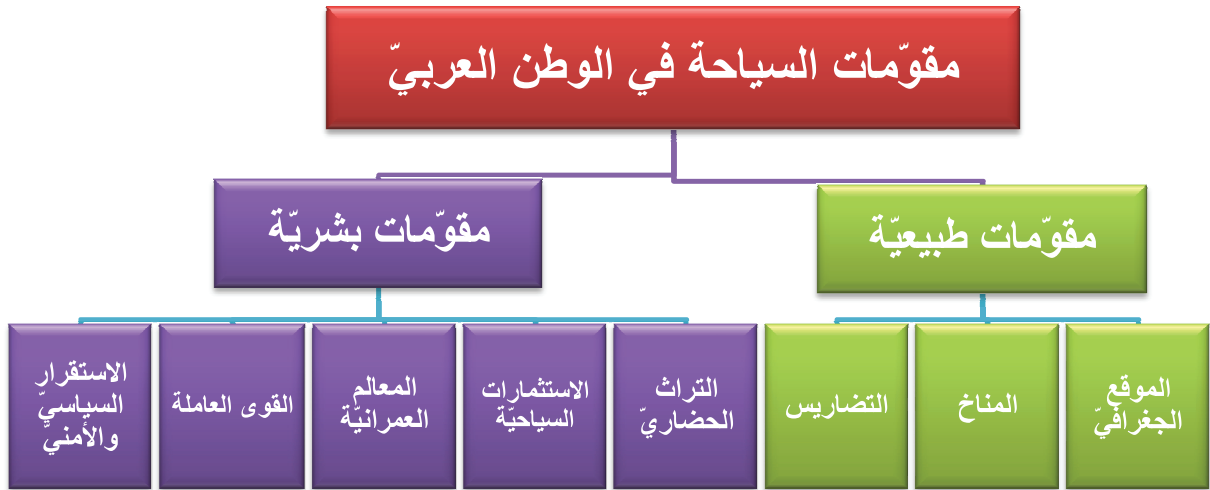 مقوّمات السياحة في الوطن العربيّ
مقوّمات طبيعيّة
مقوّمات بشريّة
الموقع
الجغرافيّ
المناخ
التضاريس
التراث
الحضاريّ
الاستثمارات
السياحيّة
المعالم
العمرانيّة
القوى العاملة
الاستقرار
السياسيّ
والأمنيّ